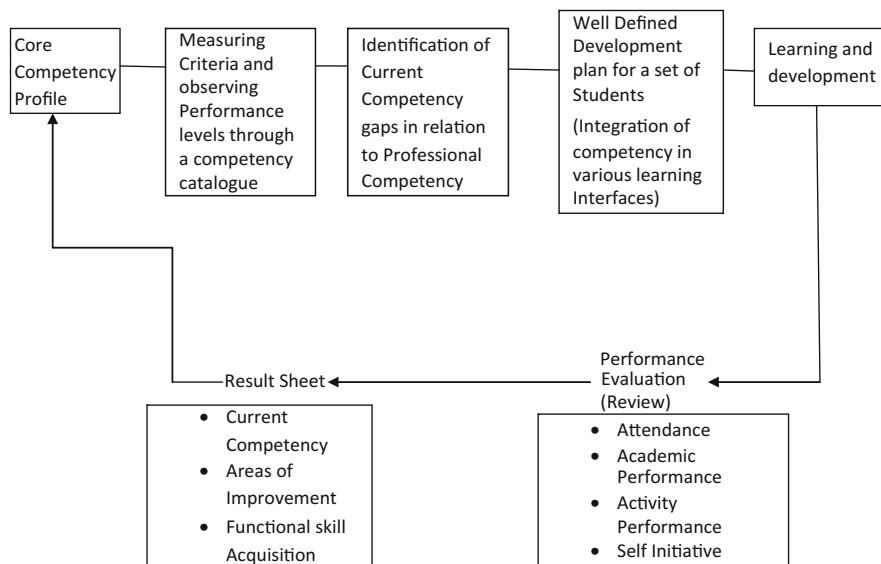 Core
Competency
Profile
Measuring
Criteria and
observing
Performance
levels through
a competency
catalogue
Identification of
Current
Competency
gaps in relation
to Professional
Competency
Well Defined
Development
plan for a set of
Students
(Integration of
competency in
various learning
Interfaces)
Learning and
development
Performance
Evaluation
(Review)
• Attendance
• Academic
Performance
• Activity
Performance
• Self Initiative
Result Sheet
• Current
Competency
• Areas of
Improvement
• Functional skill
Acquisition